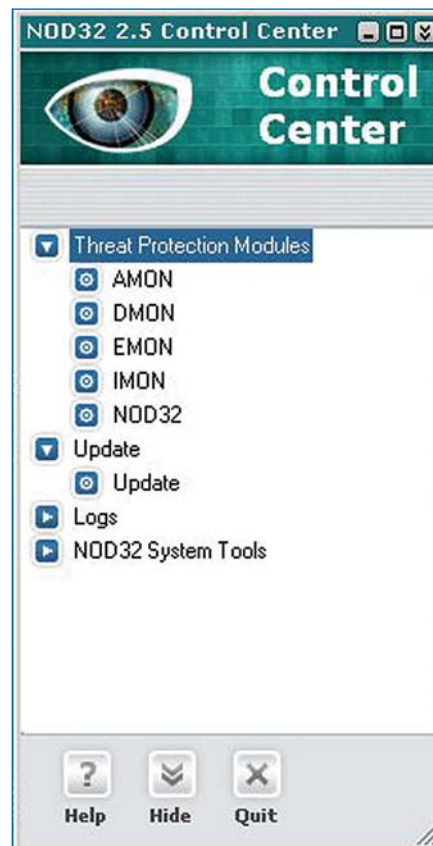 NOD32 2.5 Control Center
Control
Center
Threat Protection Modules
AMON
DMON
EMON
IMON
NOD32
Update
Update
Logs
NOD32 System Tools
?
Help
Hide
Quit